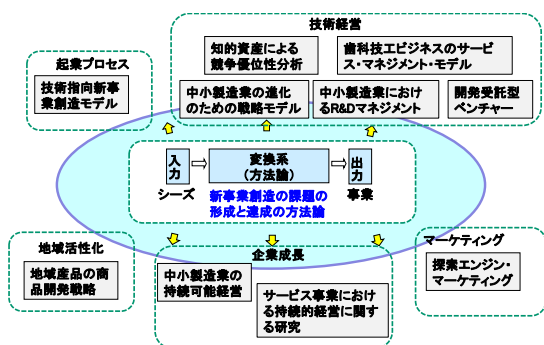 技術経営
知的資産による
競争優位性分析
歯科技工ビジネスのサービ
ス・マネジメント・モデル
中小製造業の進化
のための戦略モデル
中小製造業におけ
るR&Dマネジメント
開発受託型
ベンチャー
起業プロセス
技術指向新事
業創造モデル
入力
変換系
(方法論)
出力
シーズ
新事業創造の課題の
形成と達成の方法論
事業
地域活性化
地域産品の商
品開発戦略
企業成長
中小製造業の
持続可能経営
サービス事業におけ
る持続的経営に関す
る研究
マーケティング
探索エンジン・
マーケティング